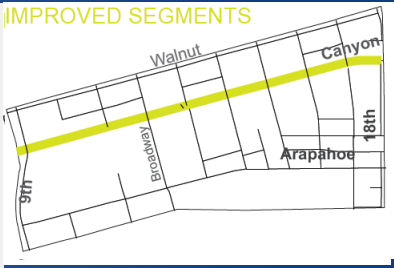 IMPROVED SEGMENTS
Walnut
Canyon
Broadway
18th
Arapahoe
9th